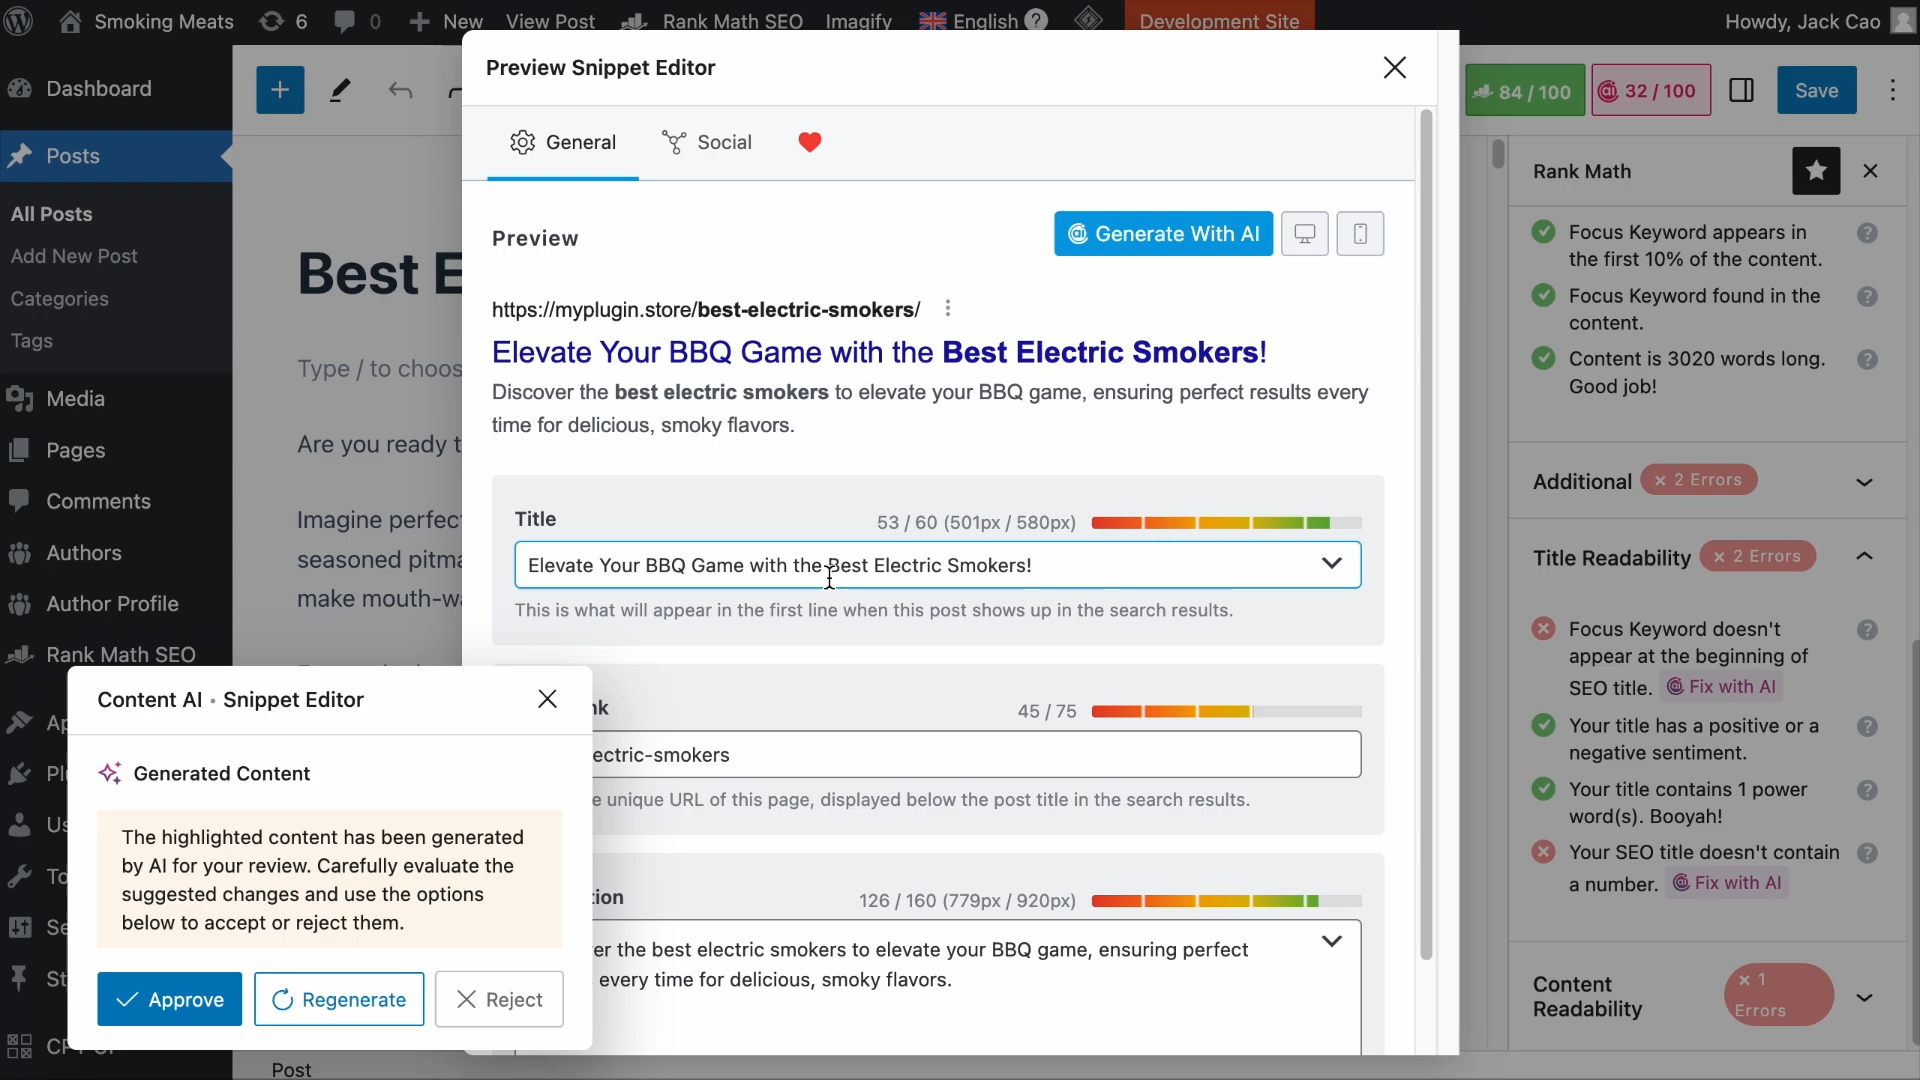 Smoking Meats
6
0
New
View Post
Rank Math SEO
Imagify
English
Development Site
Howdy, Jack Cao
Dashboard
Posts
All Posts
Add New Post
Categories
Tags
Media
Pages
Comments
Authors
Author Profile
Rank Math SEO
Best E
Type / to choos
Are you ready t
Imagine perfec
seasoned pitma
make mouth-wa
Preview Snippet Editor
General
Social
Preview
Generate With AI
https://myplugin.store/best-electric-smokers/
Elevate Your BBQ Game with the Best Electric Smokers!
Discover the best electric smokers to elevate your BBQ game, ensuring perfect results every
time for delicious, smoky flavors.
Title
53 / 60 (501px / 580px)
Elevate Your BBQ Game with the Best Electric Smokers!
This is what will appear in the first line when this post shows up in the search results.
nk
45 / 75
ectric-smokers
e unique URL of this page, displayed below the post title in the search results.
tion
126 / 160 (779px / 920px)
er the best electric smokers to elevate your BBQ game, ensuring perfect
every time for delicious, smoky flavors.
Content AI • Snippet Editor
Generated Content
The highlighted content has been generated
by AI for your review. Carefully evaluate the
suggested changes and use the options
below to accept or reject them.
Approve
Regenerate
Reject
Post
84 / 100
32 / 100
Save
Rank Math
Focus Keyword appears in
the first 10% of the content.
Focus Keyword found in the
content.
Content is 3020 words long.
Good job!
Additional
× 2 Errors
Title Readability
× 2 Errors
Focus Keyword doesn't
appear at the beginning of
SEO title. Fix with AI
Your title has a positive or a
negative sentiment.
Your title contains 1 power
word(s). Booyah!
Your SEO title doesn't contain
a number. Fix with AI
Content
Readability
× 1
Errors